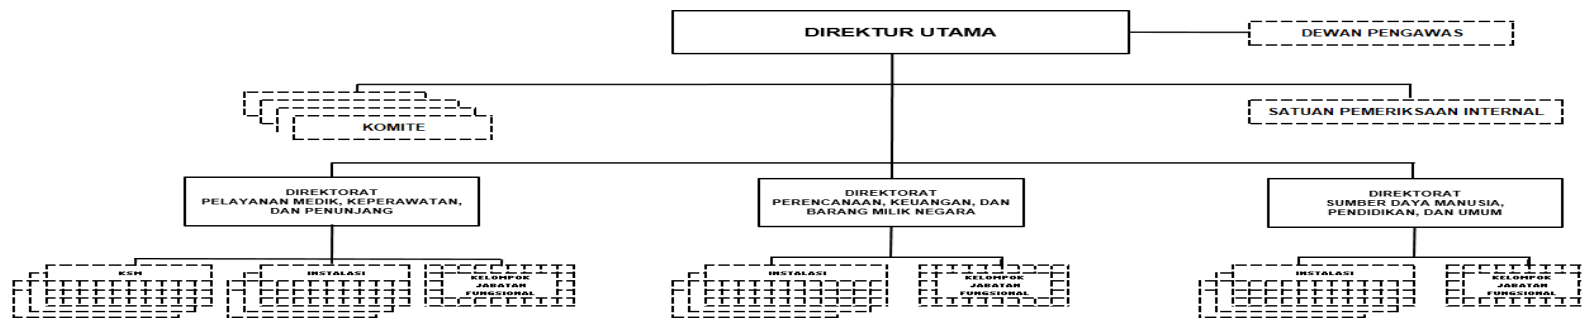 DIREKTUR UTAMA
DEWAN PENGAWAS
KOMITE
SATUAN PEMERIKSAAN INTERNAL
DIREKTORAT
PELAYANAN MEDIK, KEPERAWATAN,
DAN PENUNJANG
DIREKTORAT
PERENCANAAN, KEUANGAN, DAN
BARANG MILIK NEGARA
DIREKTORAT
SUMBER DAYA MANUSIA,
PENDIDIKAN, DAN UMUM
KSM
INSTALASI
KELOMPOK
JABATAN
FUNGSIONAL
INSTALASI
KELOMPOK
JABATAN
FUNGSIONAL
INSTALASI
KELOMPOK
JABATAN
FUNGSIONAL